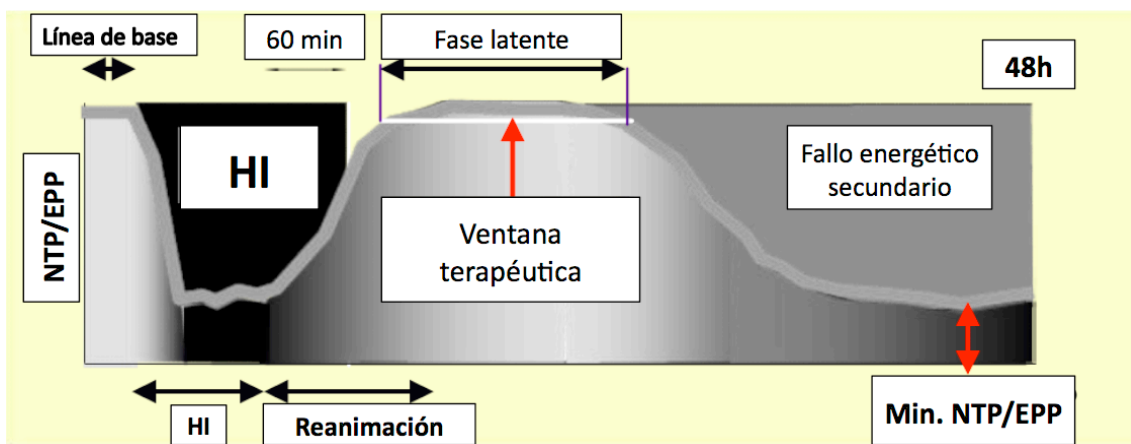 Línea de base
60 min
Fase latente
48h
HI
NTP/EPP
Fallo energético
secundario
Ventana
terapéutica
HI
Reanimación
Min. NTP/EPP